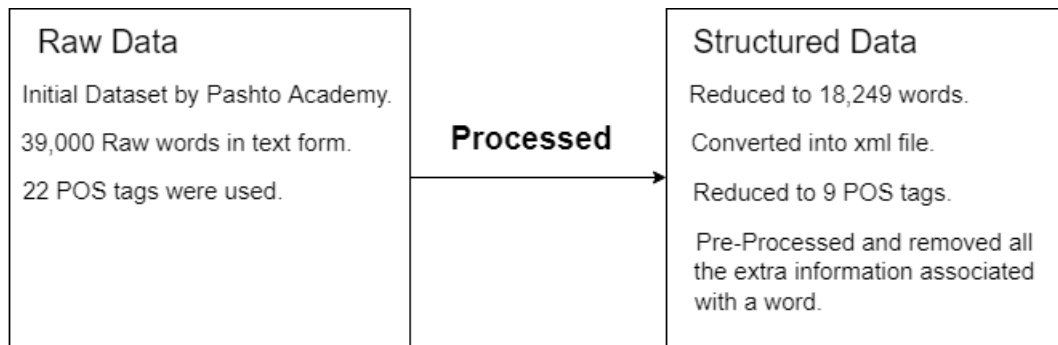 Raw Data
Initial Dataset by Pashto Academy.
39,000 Raw words in text form.
22 POS tags were used.
Processed
Structured Data
Reduced to 18,249 words.
Converted into xml file.
Reduced to 9 POS tags.
Pre-Processed and removed all
the extra information associated
with a word.